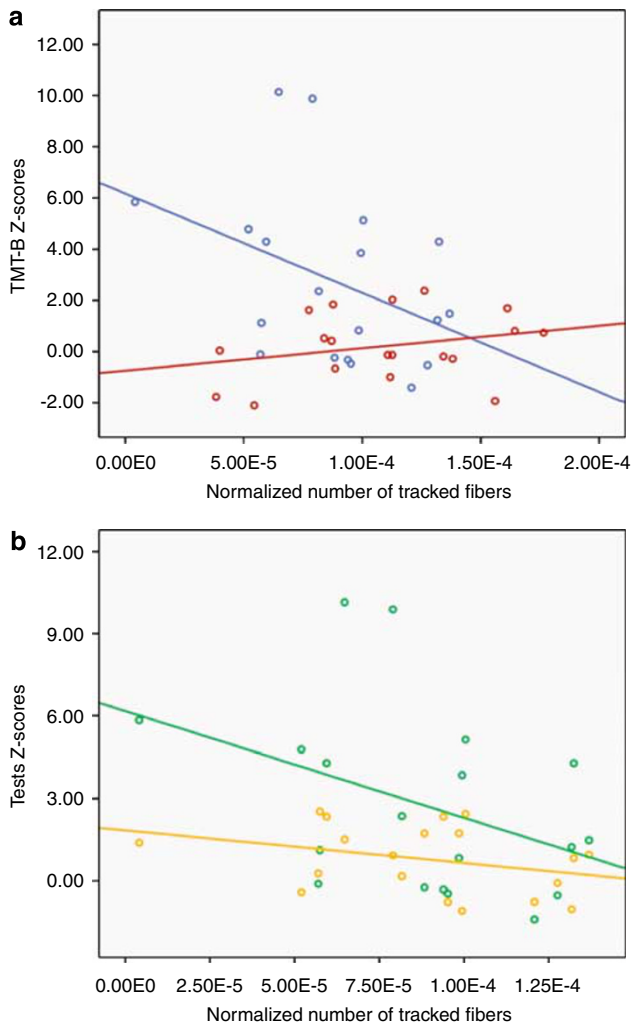 a
12.00
10.00
8.00
6.00
4.00
2.00
0.00
-2.00
TMT-B Z-scores
0.00E0 5.00E-5 1.00E-4 1.50E-4 2.00E-4
Normalized number of tracked fibers
b
12.00
9.00
6.00
3.00
0.00
Tests Z-scores
0.00E0 2.50E-5 5.00E-5 7.50E-5 1.00E-4 1.25E-4
Normalized number of tracked fibers